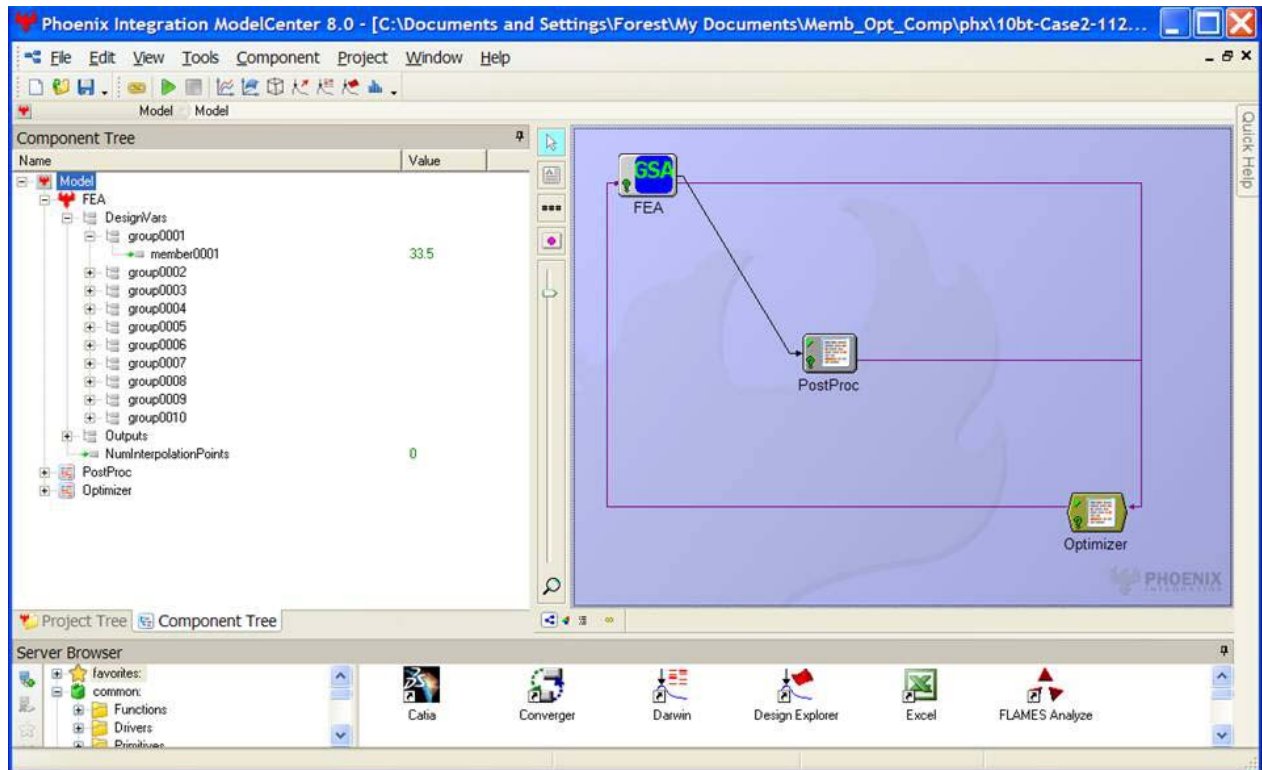 Phoenix Integration ModelCenter 8.0 - [C:\Documents and Settings\Forest\My Documents\Memb_Opt_Comp\phx\10bt-Case2-112...
File Edit View Tools Component Project Window Help
Model Model
Quick Help
Component Tree
Name Value
Model
FEA
DesignVars
group0001
member0001 33.5
group0002
group0003
group0004
group0005
group0006
group0007
group0008
group0009
group0010
Outputs
NumInterpolationPoints 0
PostProc
Optimizer
GSA
FEA
PostProc
Optimizer
PHOENIX
INTEGRATION
Project Tree Component Tree
Server Browser
favorites:
common:
Functions
Drivers
Primitives
Catia Converger Darwin Design Explorer Excel FLAMES Analyze